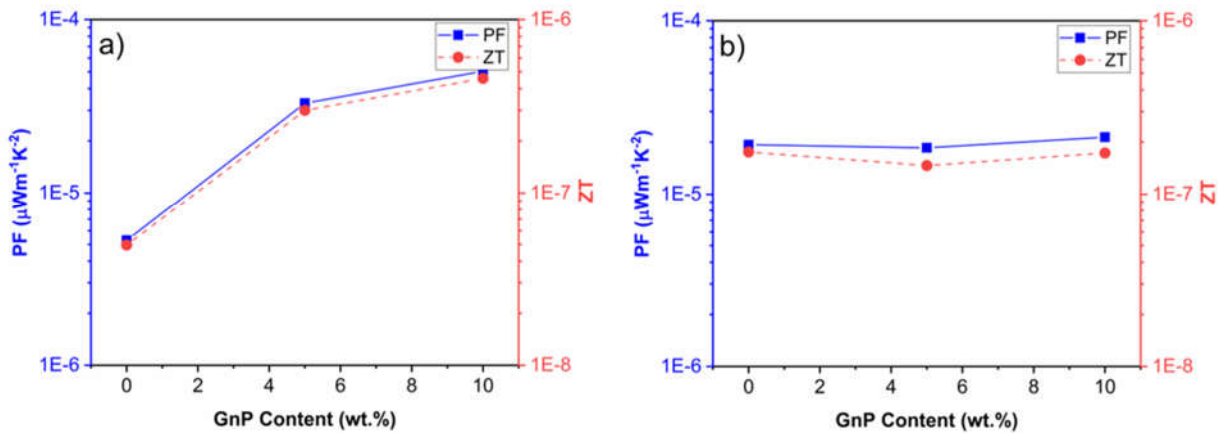 a)
PF
ZT
1E-4
1E-5
1E-6
PF (μWm⁻¹K⁻²)
1E-6
1E-7
1E-8
ZT
0 2 4 6 8 10
GnP Content (wt.%)
b)
PF
ZT
1E-4
1E-5
1E-6
PF (μWm⁻¹K⁻²)
1E-6
1E-7
1E-8
ZT
0 2 4 6 8 10
GnP Content (wt.%)